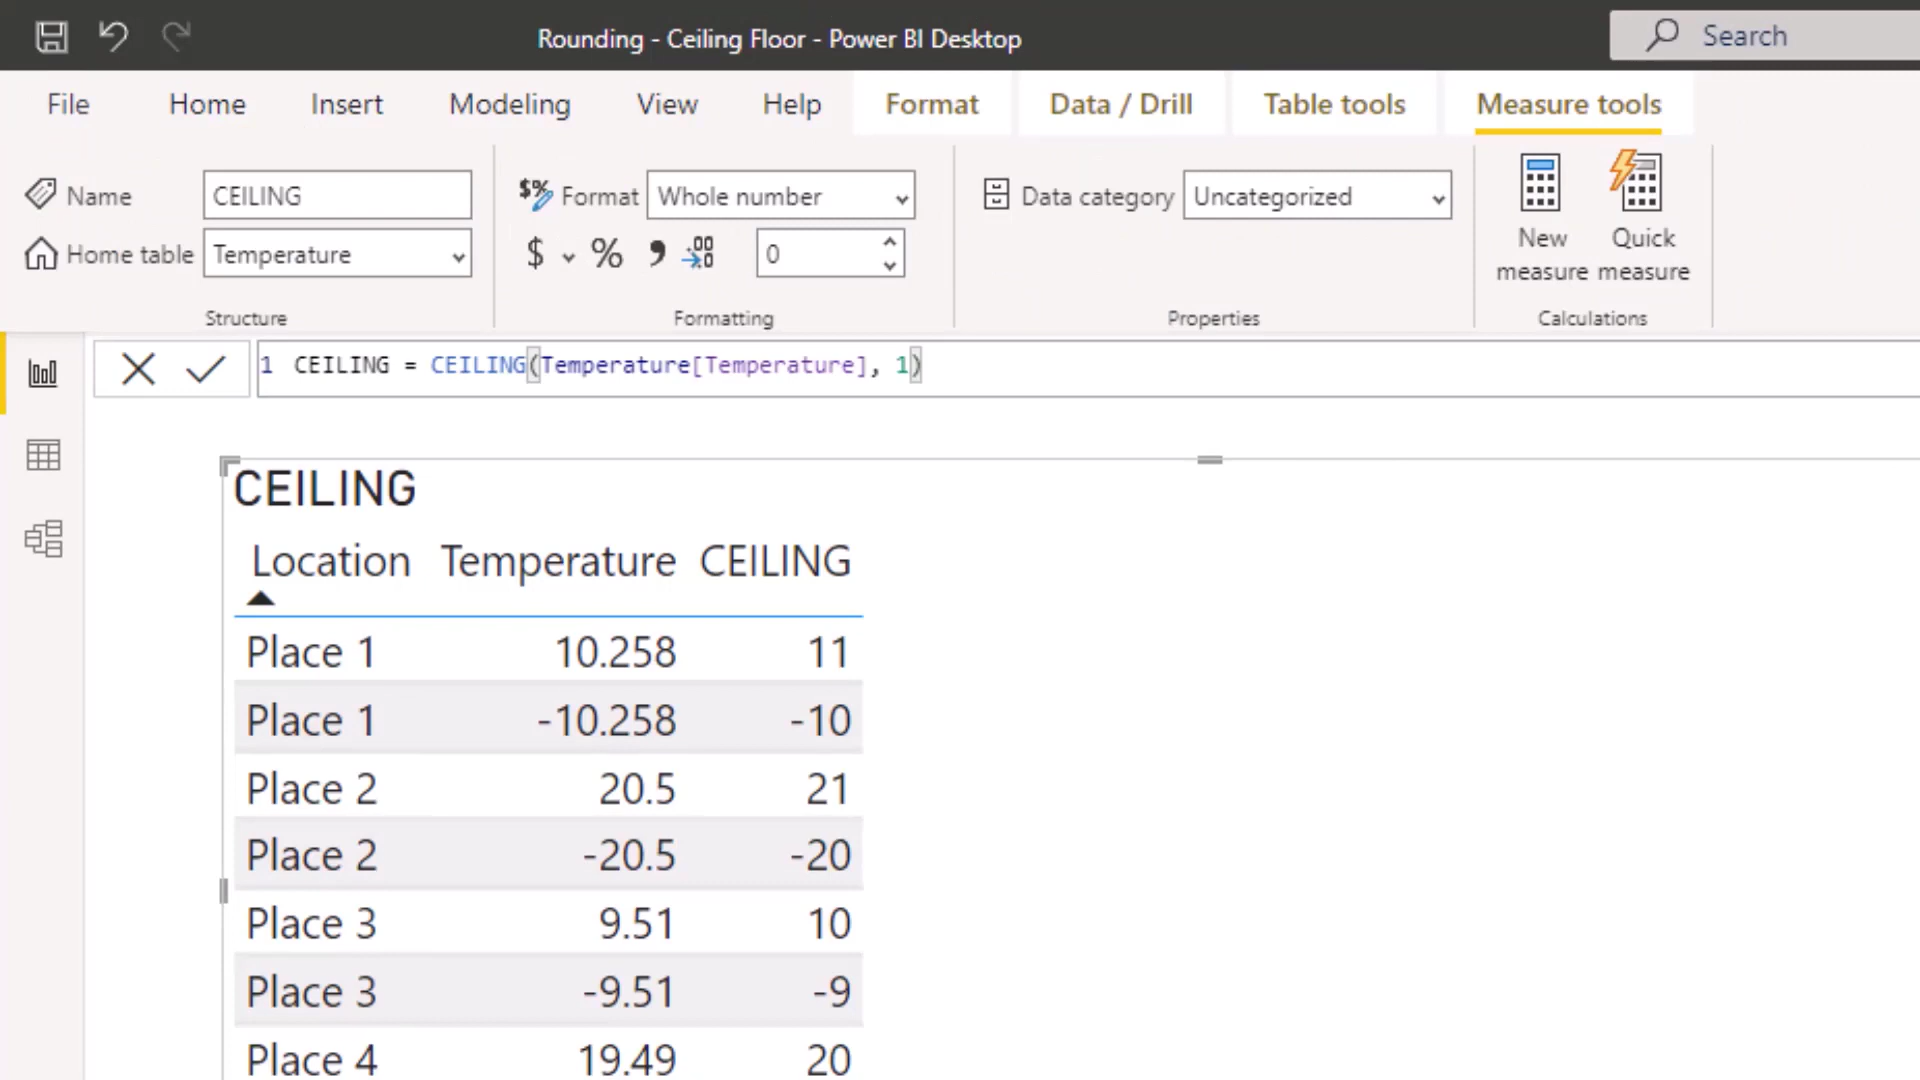 Rounding - Ceiling Floor - Power BI Desktop
Search
File Home Insert Modeling View Help Format Data / Drill Table tools Measure tools
Name CEILING
Home table Temperature
Structure
$% Format Whole number
$ % , .00 0
Formatting
Data category Uncategorized
Properties
New measure
Quick measure
Calculations
1 CEILING = CEILING(Temperature[Temperature], 1)
CEILING
Location Temperature CEILING
Place 1 10.258 11
Place 1 -10.258 -10
Place 2 20.5 21
Place 2 -20.5 -20
Place 3 9.51 10
Place 3 -9.51 -9
Place 4 19.49 20